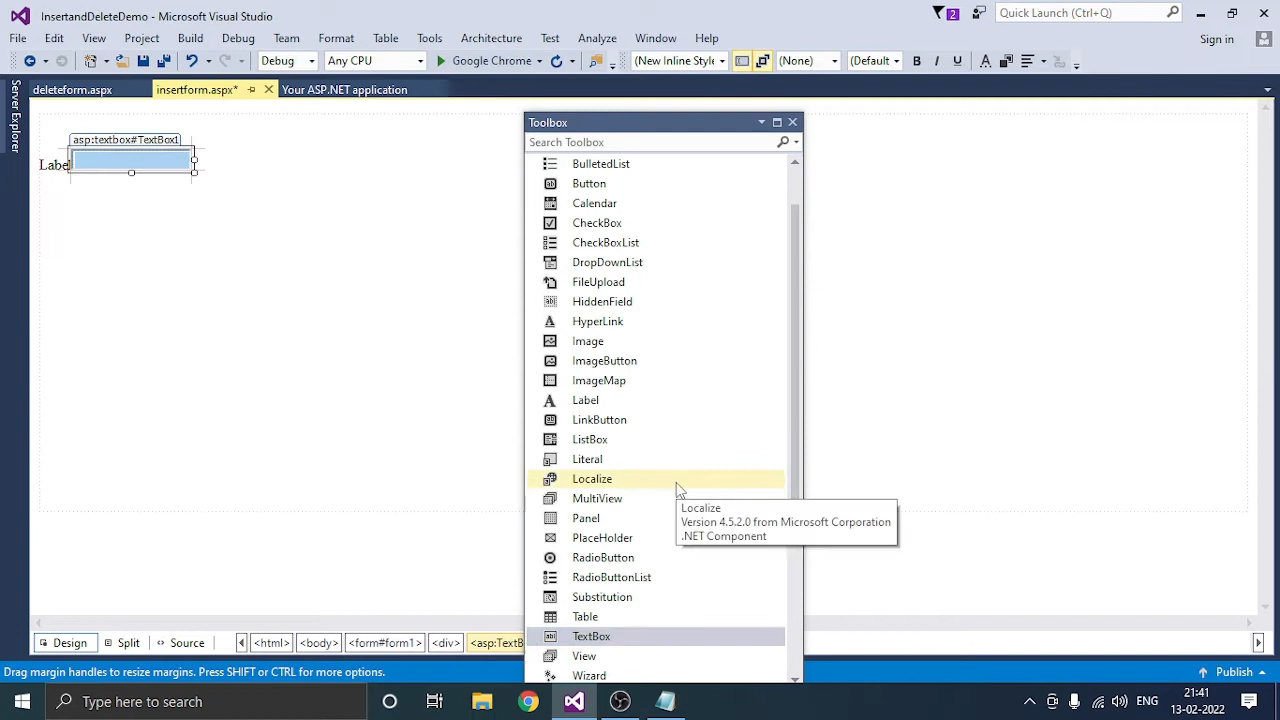 InsertandDeleteDemo - Microsoft Visual Studio
2
Quick Launch (Ctrl+Q)
File Edit View Project Build Debug Team Format Table Tools Architecture Test Analyze Window Help
Sign in
Debug Any CPU Google Chrome (New Inline Style (None) (Default B I U A
Server Explorer
deleteform.aspx insertform.aspx* Your ASP.NET application
asp:textbox#TextBox1
Labe
Toolbox
Search Toolbox
BulletedList
Button
Calendar
CheckBox
CheckBoxList
DropDownList
FileUpload
HiddenField
HyperLink
Image
ImageButton
ImageMap
Label
LinkButton
ListBox
Literal
Localize
MultiView
Panel
PlaceHolder
RadioButton
RadioButtonList
Substitution
Table
TextBox
View
Wizard
Localize
Version 4.5.2.0 from Microsoft Corporation
.NET Component
Design Split Source <html> <body> <form#form1> <div> <asp:TextB
Drag margin handles to resize margins. Press SHIFT or CTRL for more options.
Publish
Type here to search
ENG
21:41
13-02-2022